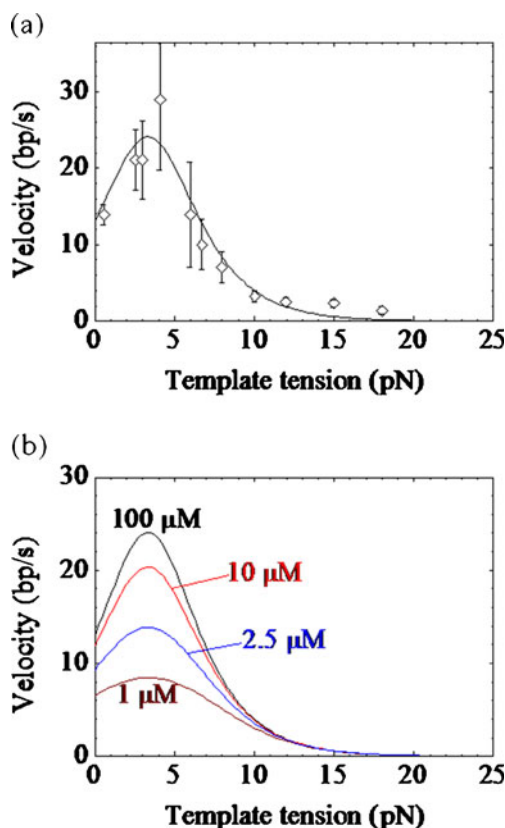 (a)
Velocity (bp/s)
30
20
10
0
0 5 10 15 20 25
Template tension (pN)
(b)
Velocity (bp/s)
30
20
10
0
100 µM
10 µM
2.5 µM
1 µM
0 5 10 15 20 25
Template tension (pN)